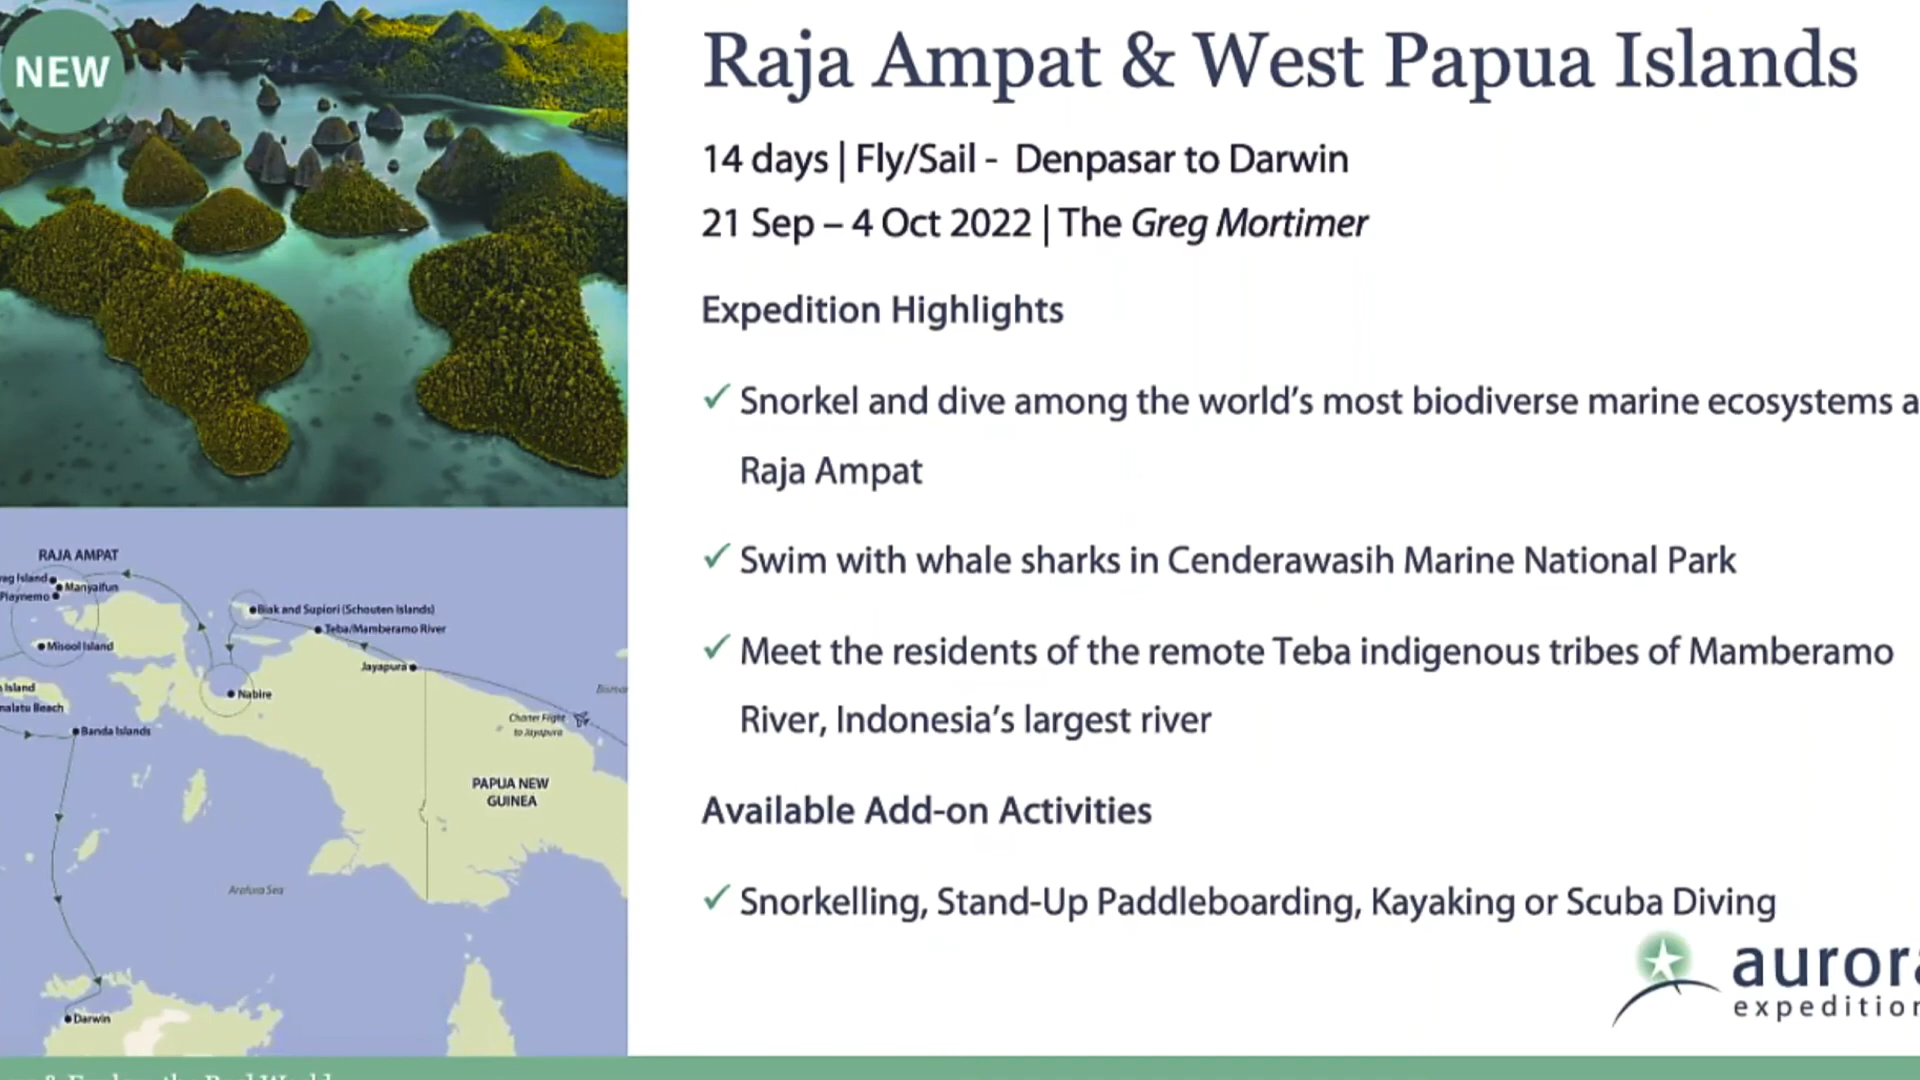 NEW
Raja Ampat & West Papua Islands
14 days | Fly/Sail - Denpasar to Darwin
21 Sep – 4 Oct 2022 | The Greg Mortimer
Expedition Highlights
✓ Snorkel and dive among the world's most biodiverse marine ecosystems a
Raja Ampat
✓ Swim with whale sharks in Cenderawasih Marine National Park
✓ Meet the residents of the remote Teba indigenous tribes of Mamberamo
River, Indonesia's largest river
Available Add-on Activities
✓ Snorkelling, Stand-Up Paddleboarding, Kayaking or Scuba Diving
aurora
expedition
RAJA AMPAT
Island
Manyaifun
Playnemo
Misool Island
Biak and Supiori (Schouten Islands)
Teba/Mamberamo River
Jayapura
Nabire
Island
Beach
Banda Islands
Charter Flight
to Jayapura
PAPUA NEW
GUINEA
Arafura Sea
Darwin